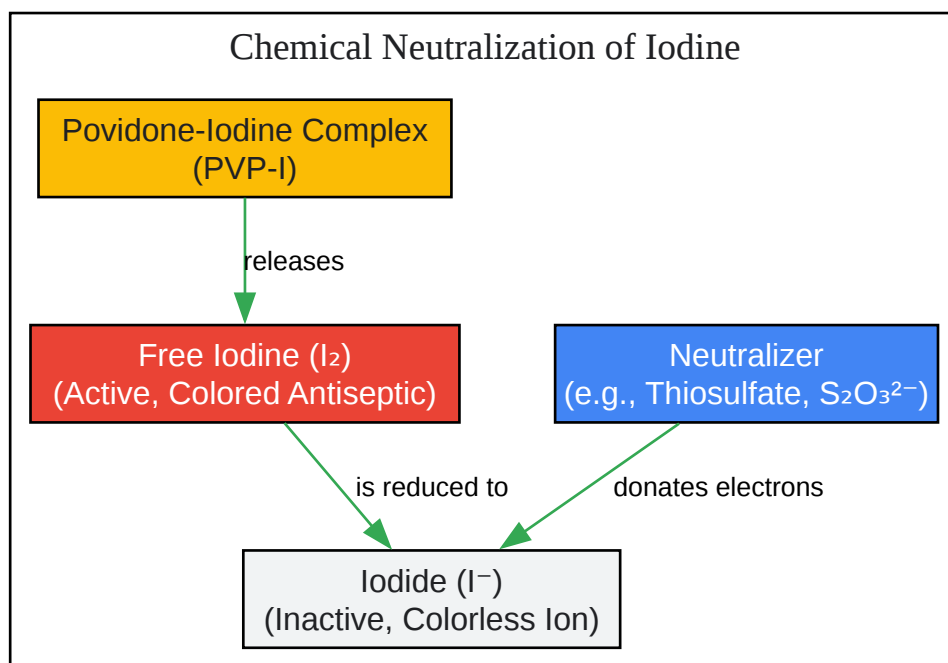 Chemical Neutralization of Iodine
Povidone-Iodine Complex
(PVP-I)
releases
Free Iodine (I₂)
(Active, Colored Antiseptic)
Neutralizer
(e.g., Thiosulfate, S₂O₃²⁻)
is reduced to
donates electrons
Iodide (I⁻)
(Inactive, Colorless Ion)